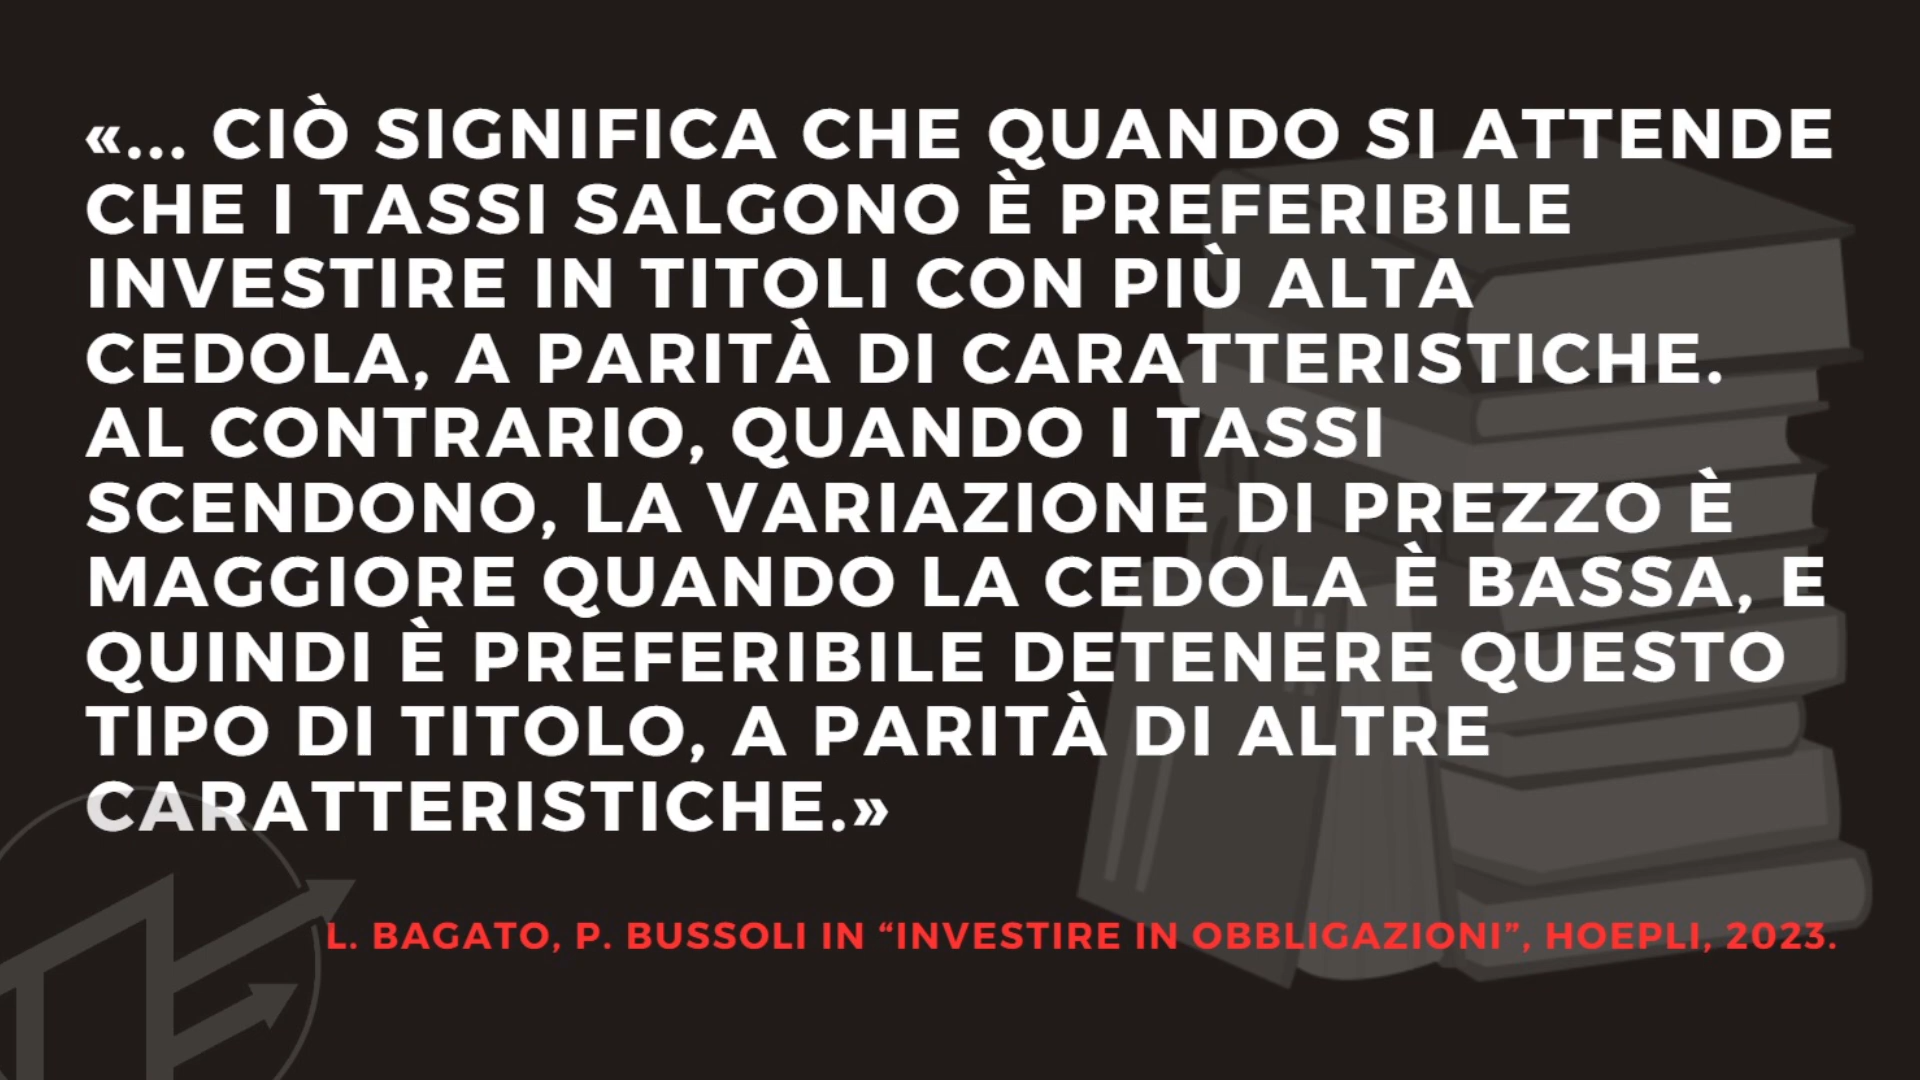 «... CIÒ SIGNIFICA CHE QUANDO SI ATTENDE
CHE I TASSI SALGONO È PREFERIBILE
INVESTIRE IN TITOLI CON PIÙ ALTA
CEDOLA, A PARITÀ DI CARATTERISTICHE.
AL CONTRARIO, QUANDO I TASSI
SCENDONO, LA VARIAZIONE DI PREZZO È
MAGGIORE QUANDO LA CEDOLA È BASSA, E
QUINDI È PREFERIBILE DETENERE QUESTO
TIPO DI TITOLO, A PARITÀ DI ALTRE
CARATTERISTICHE.»
L. BAGATO, P. BUSSOLI IN “INVESTIRE IN OBBLIGAZIONI”, HOEPLI, 2023.